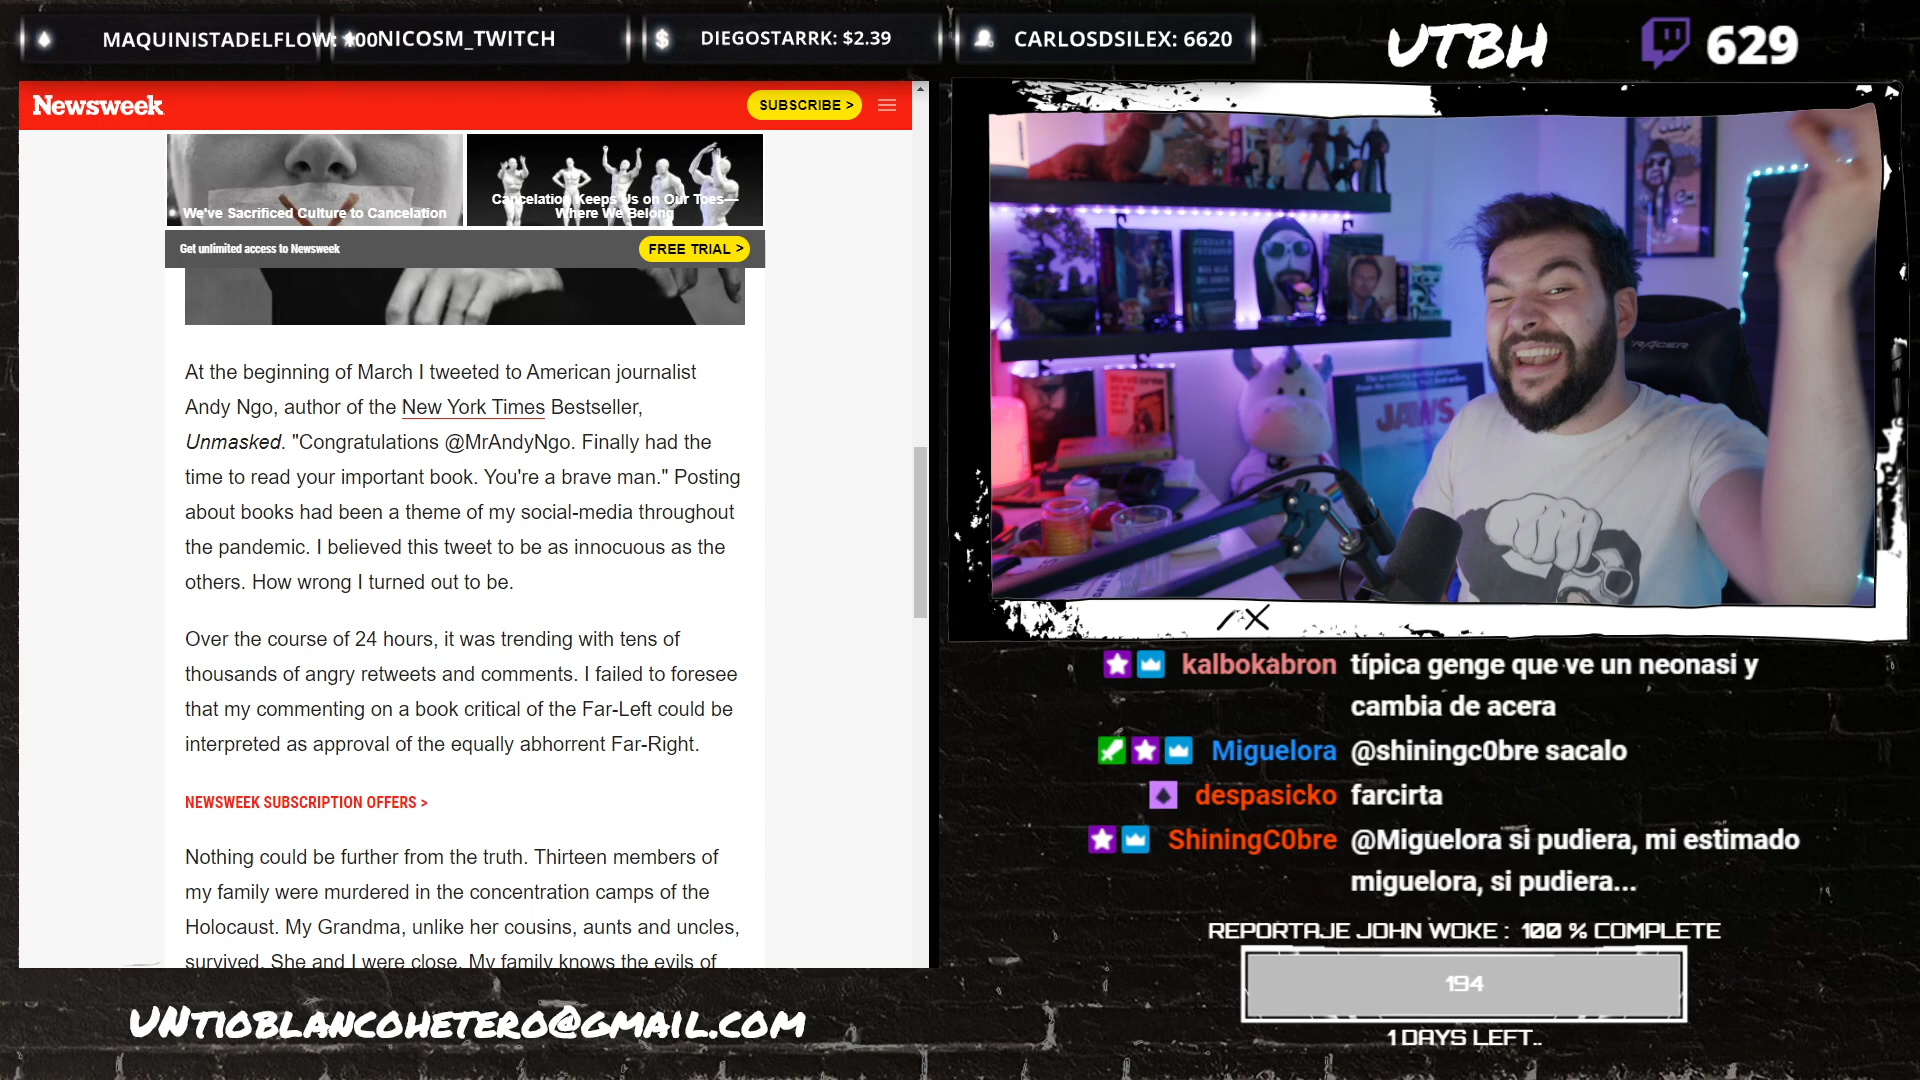 MAQUINISTADELFLOW: 100
NICOSM_TWITCH
DIEGOSTARRK: $2.39
CARLOSDSILEX: 6620
UTBH
629
Newsweek
SUBSCRIBE >
We've Sacrificed Culture to Cancelation
Cancelation Keeps Us on Our Toes—
Where We Belong
Get unlimited access to Newsweek
FREE TRIAL >
At the beginning of March I tweeted to American journalist
Andy Ngo, author of the New York Times Bestseller,
Unmasked. "Congratulations @MrAndyNgo. Finally had the
time to read your important book. You're a brave man." Posting
about books had been a theme of my social-media throughout
the pandemic. I believed this tweet to be as innocuous as the
others. How wrong I turned out to be.
Over the course of 24 hours, it was trending with tens of
thousands of angry retweets and comments. I failed to foresee
that my commenting on a book critical of the Far-Left could be
interpreted as approval of the equally abhorrent Far-Right.
NEWSWEEK SUBSCRIPTION OFFERS >
Nothing could be further from the truth. Thirteen members of
my family were murdered in the concentration camps of the
Holocaust. My Grandma, unlike her cousins, aunts and uncles,
survived. She and I were close. My family knows the evils of
JORDAN B.
PETERSON
JAWS
RACER
kalbokabron típica genge que ve un neonasi y
cambia de acera
Miguelora @shiningc0bre sacalo
despasicko farcirta
ShiningC0bre @Miguelora si pudiera, mi estimado
miguelora, si pudiera...
REPORTAJE JOHN WOKE : 100 % COMPLETE
194
1 DAYS LEFT..
UNTIOBLANCOHETERO@GMAIL.COM